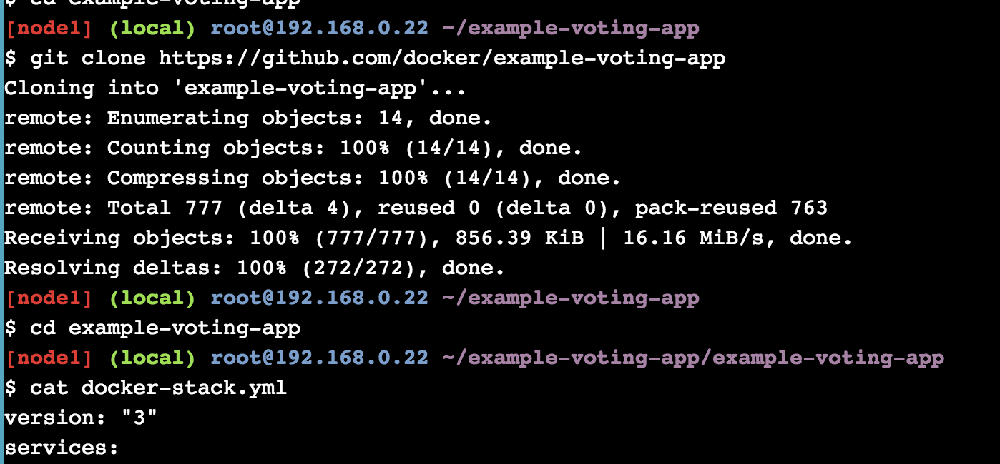 $ cd example-voting-app
[node1] (local) root@192.168.0.22 ~/example-voting-app
$ git clone https://github.com/docker/example-voting-app
Cloning into 'example-voting-app'...
remote: Enumerating objects: 14, done.
remote: Counting objects: 100% (14/14), done.
remote: Compressing objects: 100% (14/14), done.
remote: Total 777 (delta 4), reused 0 (delta 0), pack-reused 763
Receiving objects: 100% (777/777), 856.39 KiB | 16.16 MiB/s, done.
Resolving deltas: 100% (272/272), done.
[node1] (local) root@192.168.0.22 ~/example-voting-app
$ cd example-voting-app
[node1] (local) root@192.168.0.22 ~/example-voting-app/example-voting-app
$ cat docker-stack.yml
version: "3"
services: